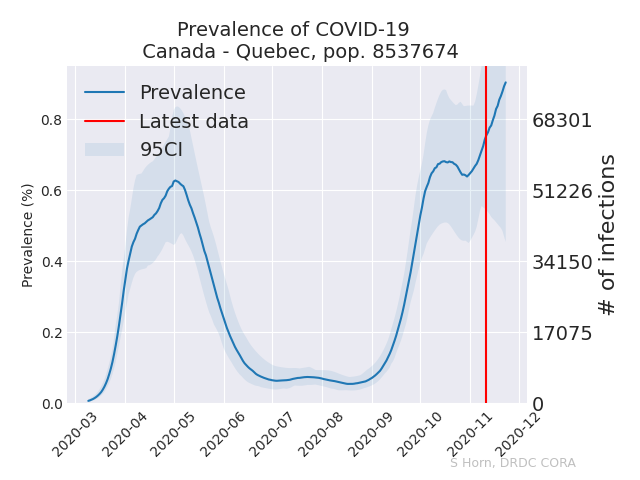 Prevalence of COVID-19
Canada - Quebec, pop. 8537674
Prevalence
Latest data
95CI
Prevalence (%)
0.8
0.6
0.4
0.2
0.0
68301
51226
34150
17075
0
# of infections
2020-03
2020-04
2020-05
2020-06
2020-07
2020-08
2020-09
2020-10
2020-11
2020-12
S Horn, DRDC CORA